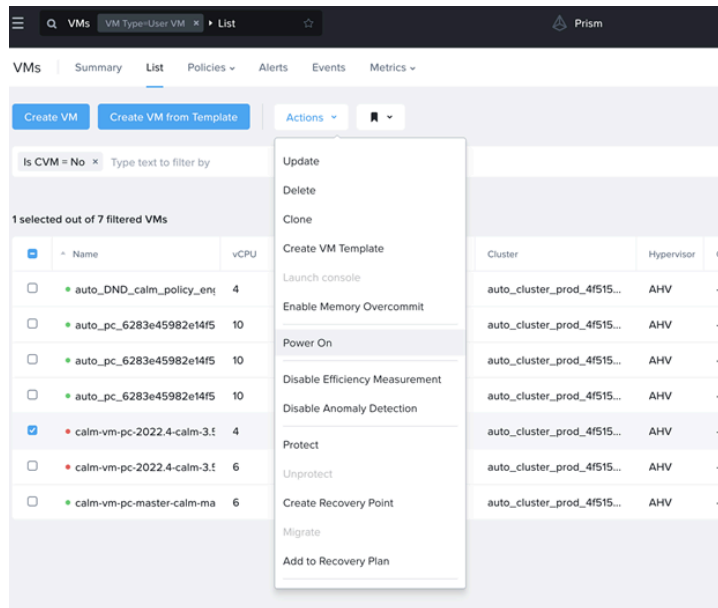 VMs VM Type=User VM × List Prism
VMs Summary List Policies Alerts Events Metrics
Create VM Create VM from Template Actions
Is CVM = No × Type text to filter by
Update
Delete
1 selected out of 7 filtered VMs Clone
Create VM Template
Name vCPU Cluster Hypervisor
Launch console
auto_DND_calm_policy_eng 4 auto_cluster_prod_4f515... AHV
Enable Memory Overcommit
auto_pc_6283e45982e14f5 10 auto_cluster_prod_4f515... AHV
Power On
auto_pc_6283e45982e14f5 10 auto_cluster_prod_4f515... AHV
Disable Efficiency Measurement
auto_pc_6283e45982e14f5 10 auto_cluster_prod_4f515... AHV
Disable Anomaly Detection
calm-vm-pc-2022.4-calm-3.5 4 auto_cluster_prod_4f515... AHV
Protect
calm-vm-pc-2022.4-calm-3.5 6 auto_cluster_prod_4f515... AHV
Unprotect
calm-vm-pc-master-calm-ma 6 auto_cluster_prod_4f515... AHV
Create Recovery Point
Migrate
Add to Recovery Plan